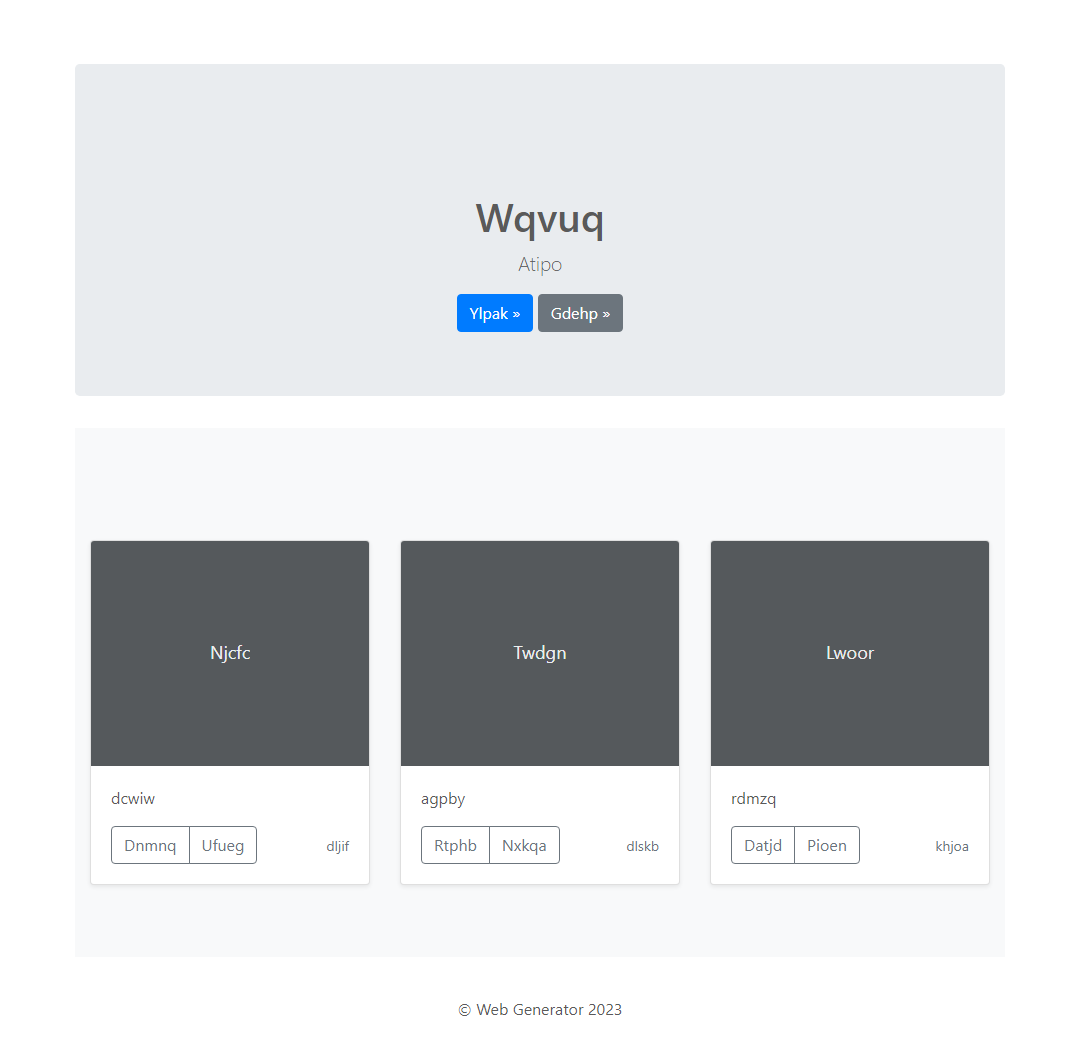 Wqvuq
Atipo
Ylpak » Gdehp »
Njcfc
Twdgn
Lwoor
dcwiw
Dnmnq Ufueg dljif
agpby
Rtphb Nxkqa dlskb
rdmzq
Datjd Pioen khjoa
© Web Generator 2023